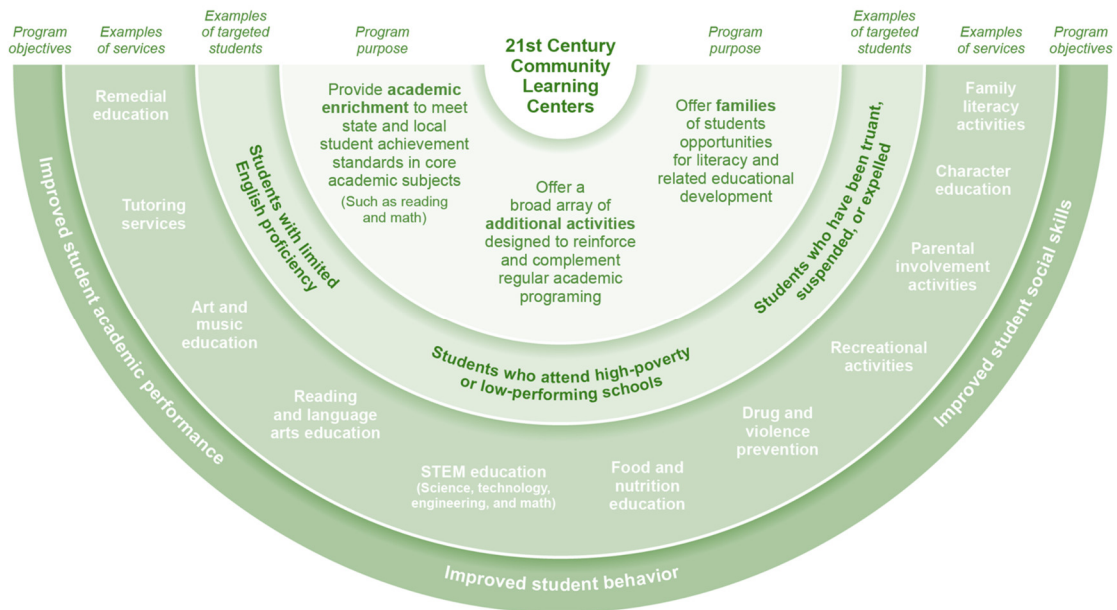 Program
objectives
Examples
of services
Examples
of targeted
students
Program
purpose
21st Century
Community
Learning
Centers
Program
purpose
Examples
of targeted
students
Examples
of services
Program
objectives
Provide academic
enrichment to meet
state and local
student achievement
standards in core
academic subjects
(Such as reading
and math)
Offer a
broad array of
additional activities
designed to reinforce
and complement
regular academic
programing
Offer families
of students
opportunities
for literacy and
related educational
development
Students with limited
English proficiency
Students who attend high-poverty
or low-performing schools
Students who have been truant,
suspended, or expelled
Remedial
education
Tutoring
services
Art and
music
education
Reading
and language
arts education
STEM education
(Science, technology,
engineering, and math)
Food and
nutrition
education
Drug and
violence
prevention
Recreational
activities
Parental
involvement
activities
Character
education
Family
literacy
activities
Improved student academic performance
Improved student behavior
Improved student social skills